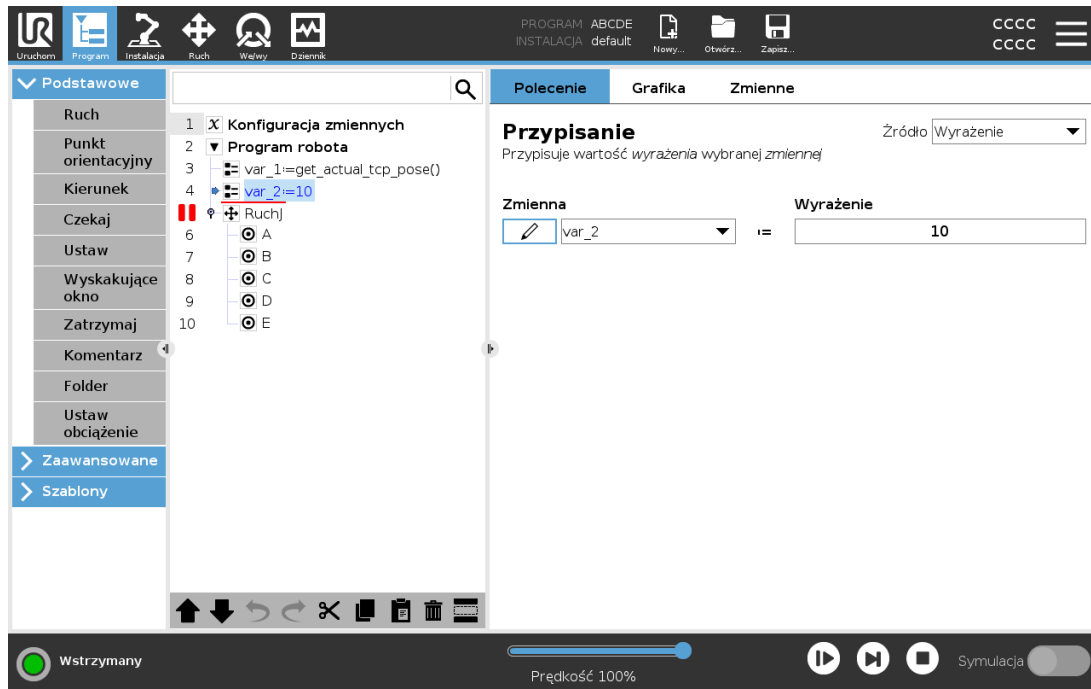 PROGRAM ABCDE
INSTALACJA default
CCCC
CCCC
Uruchom
Program
Instalacja
Ruch
We/wy
Dziennik
Nowy...
Otwórz...
Zapisz...
Podstawowe
Ruch
Punkt
orientacyjny
Kierunek
Czekaj
Ustaw
Wyskakujące
okno
Zatrzymaj
Komentarz
Folder
Ustaw
obciążenie
Zaawansowane
Szablony
1 X Konfiguracja zmiennych
2 Program robota
3 var_1:=get_actual_tcp_pose()
4 var_2:=10
RuchJ
6 A
7 B
8 C
9 D
10 E
Polecenie
Grafika
Zmienne
Przypisanie
Źródło Wyrażenie
Przypisuje wartość wyrażenia wybranej zmiennej
Zmienna
Wyrażenie
var_2 := 10
Wstrzymany
Prędkość 100%
Symulacja